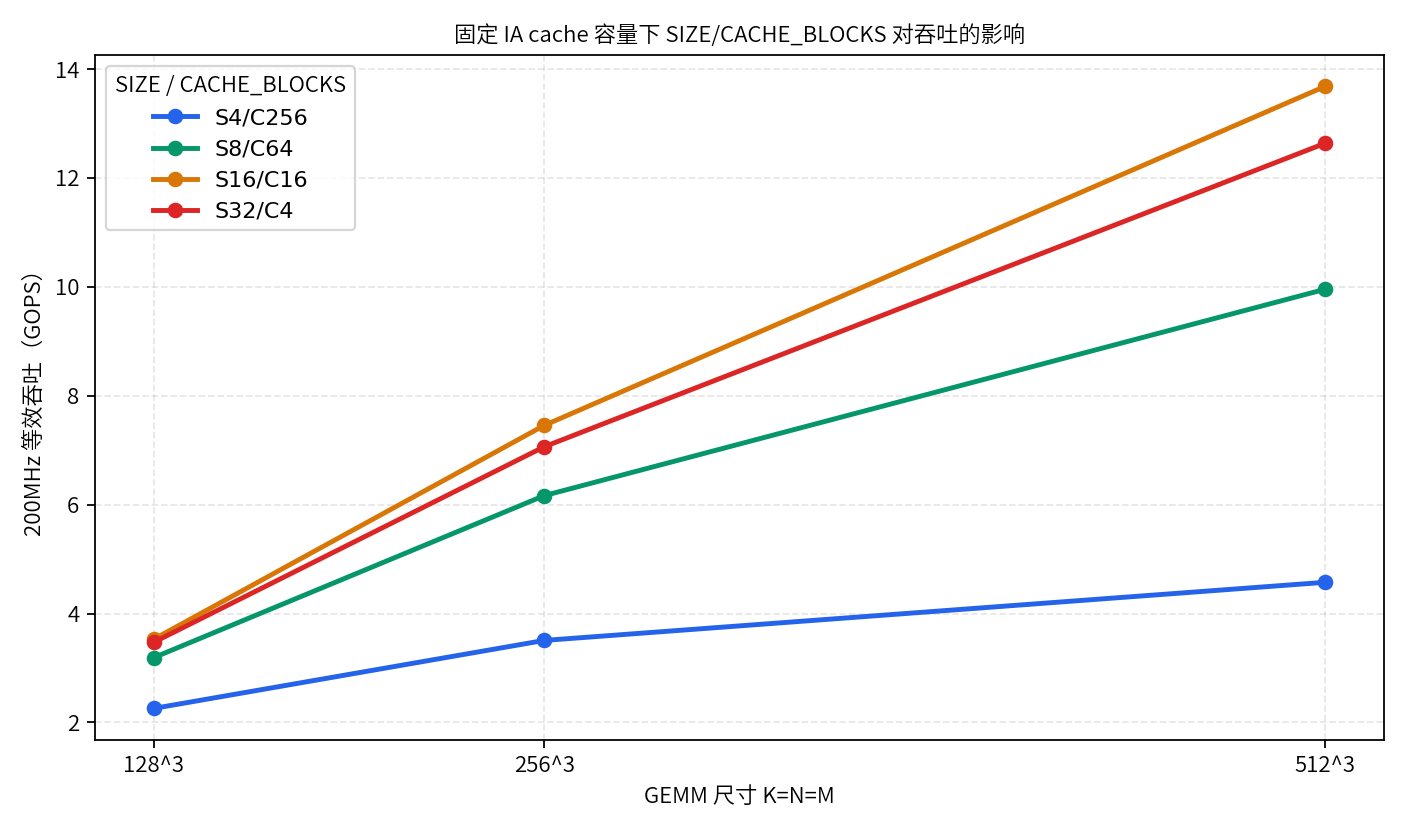 固定 IA cache 容量下 SIZE/CACHE_BLOCKS 对吞吐的影响
14
12
10
8
6
4
2
200MHz 等效吞吐（GOPS）
SIZE / CACHE_BLOCKS
S4/C256
S8/C64
S16/C16
S32/C4
128^3
256^3
512^3
GEMM 尺寸 K=N=M